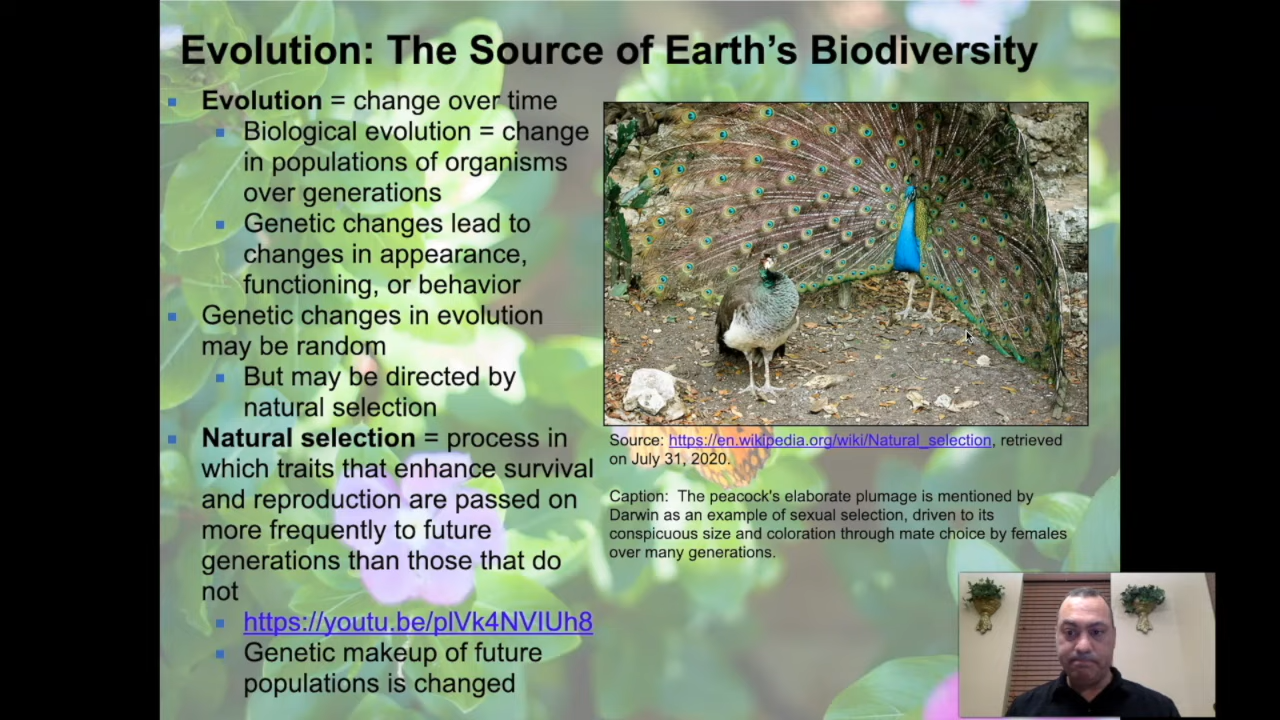 Evolution: The Source of Earth's Biodiversity
Evolution = change over time
Biological evolution = change
in populations of organisms
over generations
Genetic changes lead to
changes in appearance,
functioning, or behavior
Genetic changes in evolution
may be random
But may be directed by
natural selection
Natural selection = process in
which traits that enhance survival
and reproduction are passed on
more frequently to future
generations than those that do
not
https://youtu.be/plVk4NVIUh8
Genetic makeup of future
populations is changed
Source: https://en.wikipedia.org/wiki/Natural_selection, retrieved
on July 31, 2020.
Caption: The peacock's elaborate plumage is mentioned by
Darwin as an example of sexual selection, driven to its
conspicuous size and coloration through mate choice by females
over many generations.